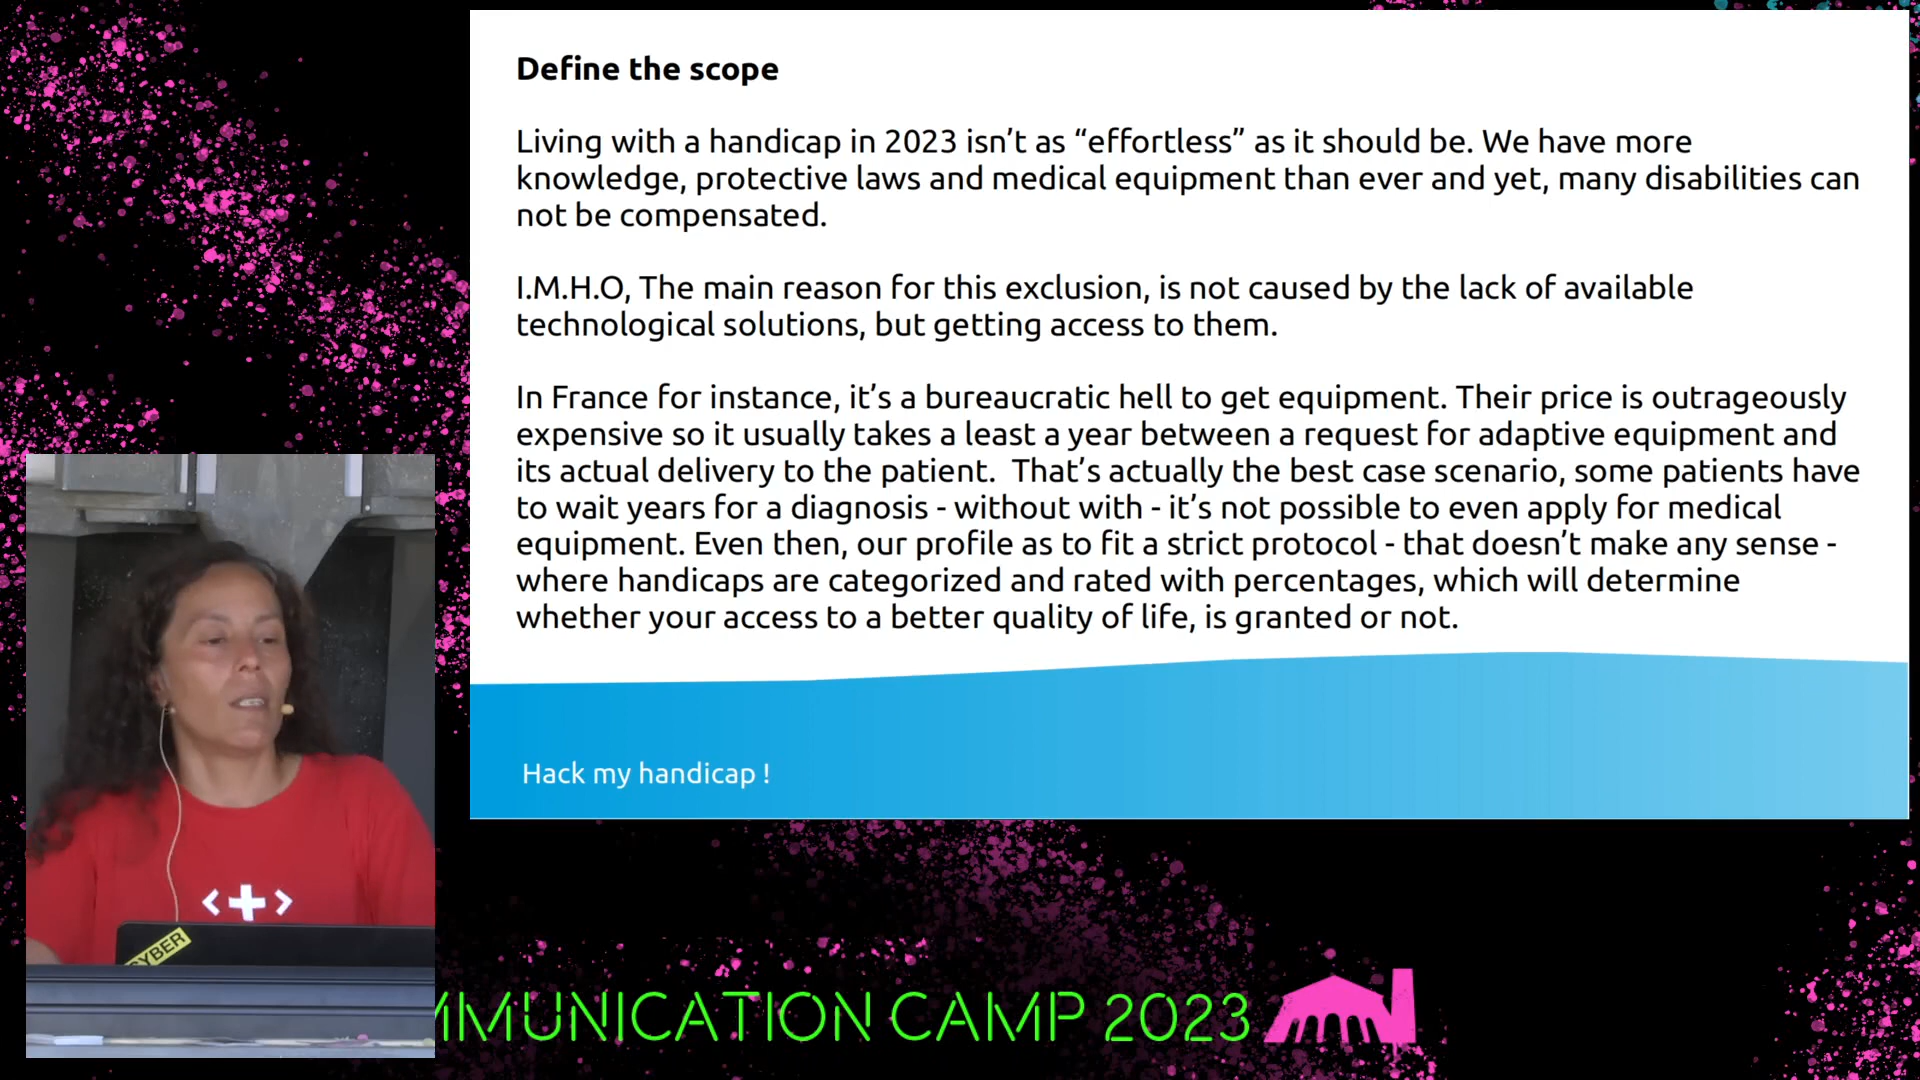 Define the scope
Living with a handicap in 2023 isn’t as “effortless” as it should be. We have more
knowledge, protective laws and medical equipment than ever and yet, many disabilities can
not be compensated.
I.M.H.O, The main reason for this exclusion, is not caused by the lack of available
technological solutions, but getting access to them.
In France for instance, it’s a bureaucratic hell to get equipment. Their price is outrageously
expensive so it usually takes a least a year between a request for adaptive equipment and
its actual delivery to the patient.  That’s actually the best case scenario, some patients have
to wait years for a diagnosis - without with - it’s not possible to even apply for medical
equipment. Even then, our profile as to fit a strict protocol - that doesn’t make any sense -
where handicaps are categorized and rated with percentages, which will determine
whether your access to a better quality of life, is granted or not.
Hack my handicap !
<+>
CYBER
MMUNICATION CAMP 2023